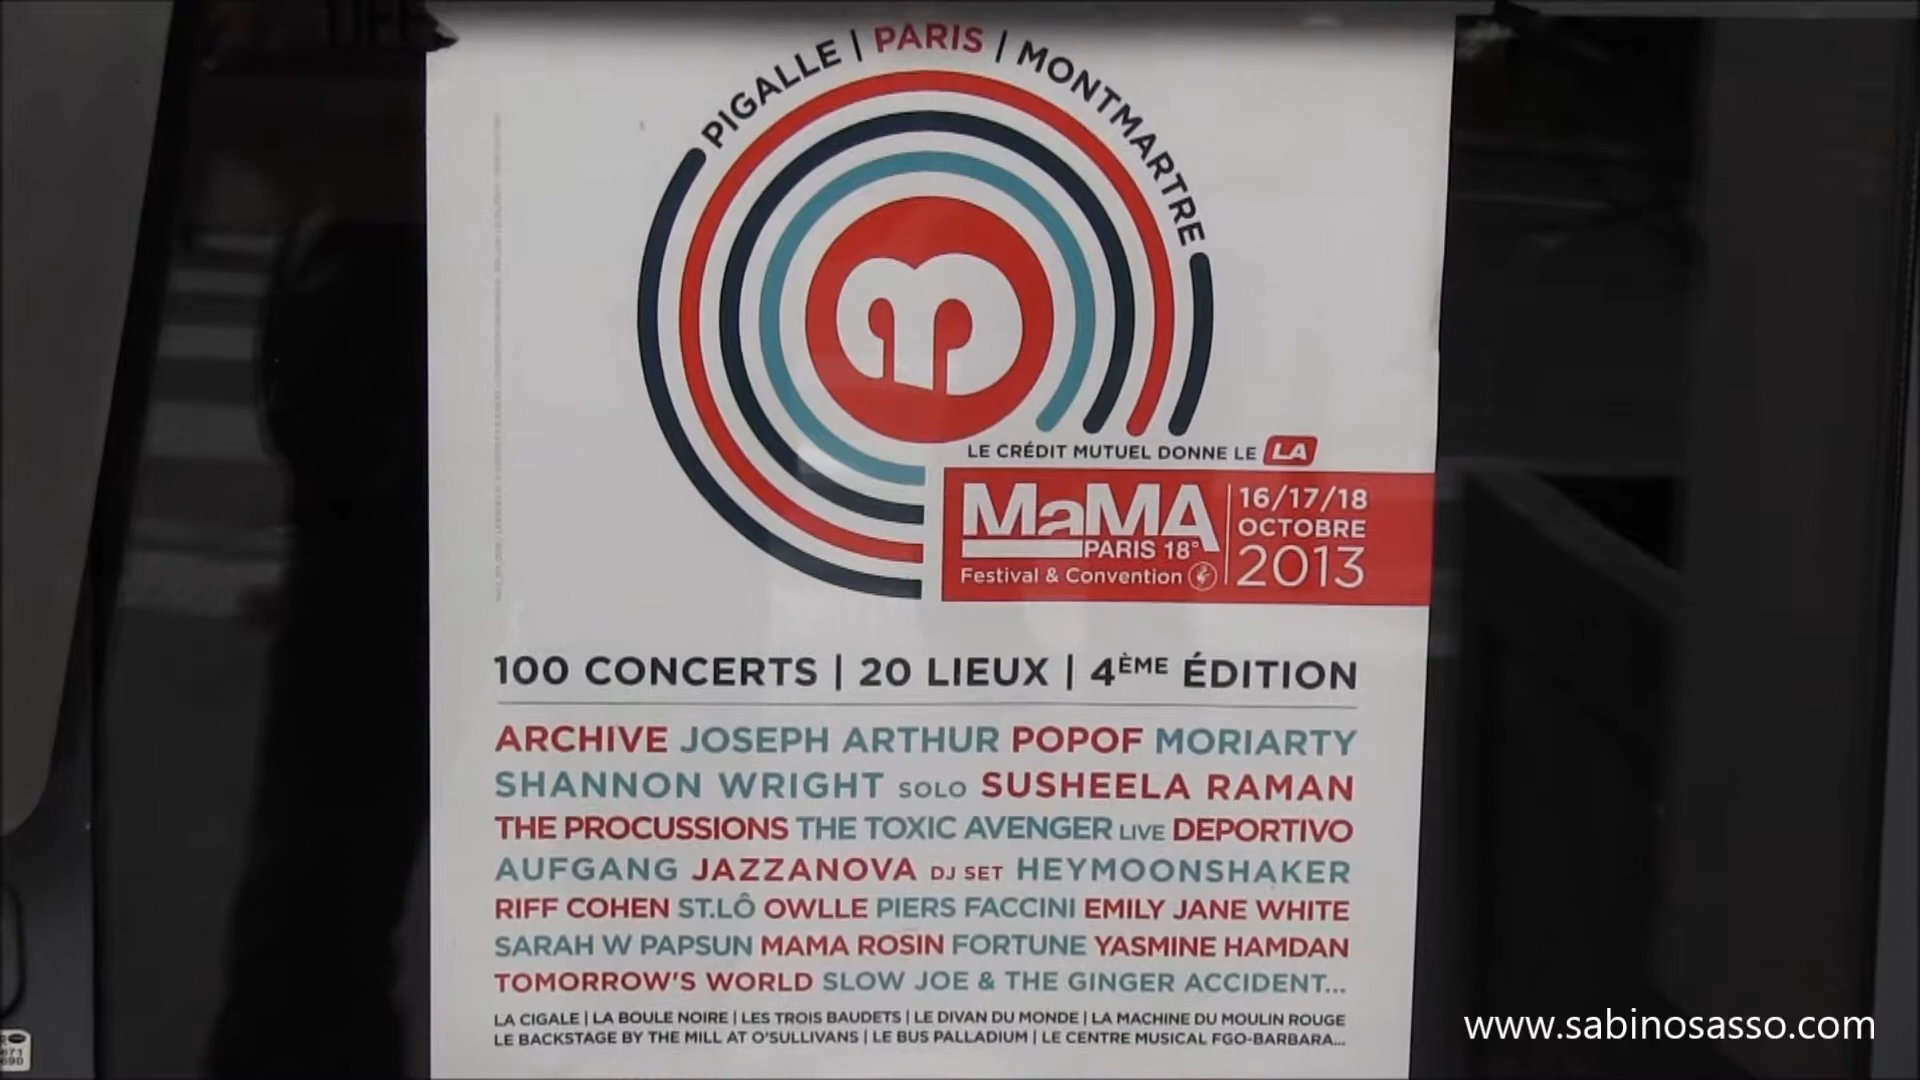 PIGALLE | PARIS | MONTMARTRE
LE CRÉDIT MUTUEL DONNE LE LA
MaMA
PARIS 18e
Festival & Convention
16/17/18
OCTOBRE
2013
100 CONCERTS | 20 LIEUX | 4ÈME ÉDITION
ARCHIVE JOSEPH ARTHUR POPOF MORIARTY
SHANNON WRIGHT SOLO SUSHEELA RAMAN
THE PROCUSSIONS THE TOXIC AVENGER LIVE DEPORTIVO
AUFGANG JAZZANOVA DJ SET HEYMOONSHAKER
RIFF COHEN ST.LÔ OWLLE PIERS FACCINI EMILY JANE WHITE
SARAH W PAPSUN MAMA ROSIN FORTUNE YASMINE HAMDAN
TOMORROW'S WORLD SLOW JOE & THE GINGER ACCIDENT...
LA CIGALE | LA BOULE NOIRE | LES TROIS BAUDETS | LE DIVAN DU MONDE | LA MACHINE DU MOULIN ROUGE
LE BACKSTAGE BY THE MILL AT O'SULLIVANS | LE BUS PALLADIUM | LE CENTRE MUSICAL FGO-BARBARA...
www.sabinosasso.com